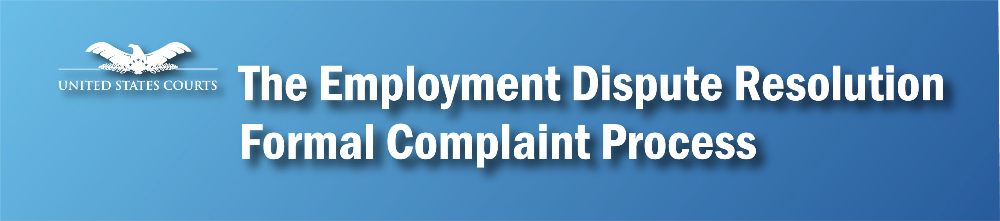 UNITED STATES COURTS
The Employment Dispute Resolution
Formal Complaint Process